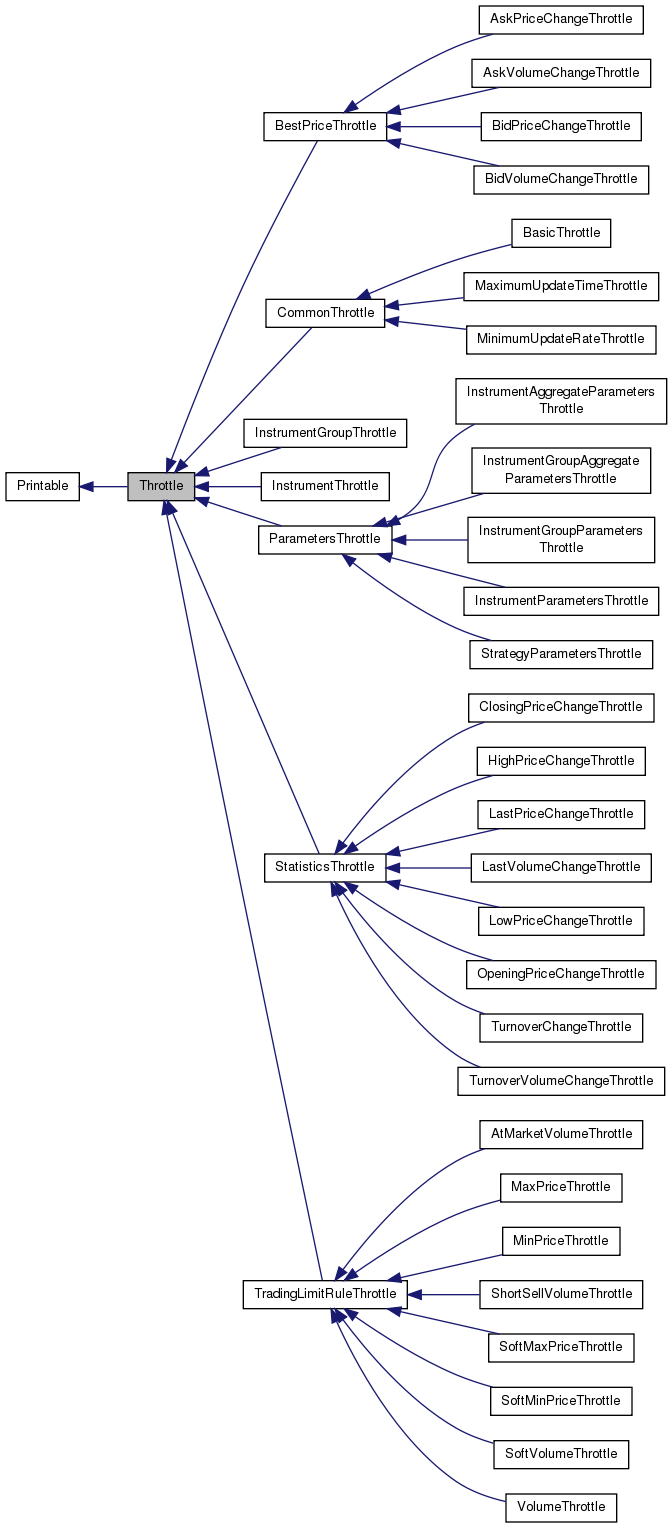 AskPriceChangeThrottle
AskVolumeChangeThrottle
BestPriceThrottle
BidPriceChangeThrottle
BidVolumeChangeThrottle
BasicThrottle
MaximumUpdateTimeThrottle
CommonThrottle
MinimumUpdateRateThrottle
InstrumentAggregateParameters
Throttle
InstrumentGroupThrottle
InstrumentGroupAggregate
ParametersThrottle
Printable
Throttle
InstrumentThrottle
InstrumentGroupParameters
Throttle
ParametersThrottle
InstrumentParametersThrottle
StrategyParametersThrottle
ClosingPriceChangeThrottle
HighPriceChangeThrottle
LastPriceChangeThrottle
StatisticsThrottle
LastVolumeChangeThrottle
LowPriceChangeThrottle
OpeningPriceChangeThrottle
TurnoverChangeThrottle
TurnoverVolumeChangeThrottle
AtMarketVolumeThrottle
MaxPriceThrottle
MinPriceThrottle
TradingLimitRuleThrottle
ShortSellVolumeThrottle
SoftMaxPriceThrottle
SoftMinPriceThrottle
SoftVolumeThrottle
VolumeThrottle